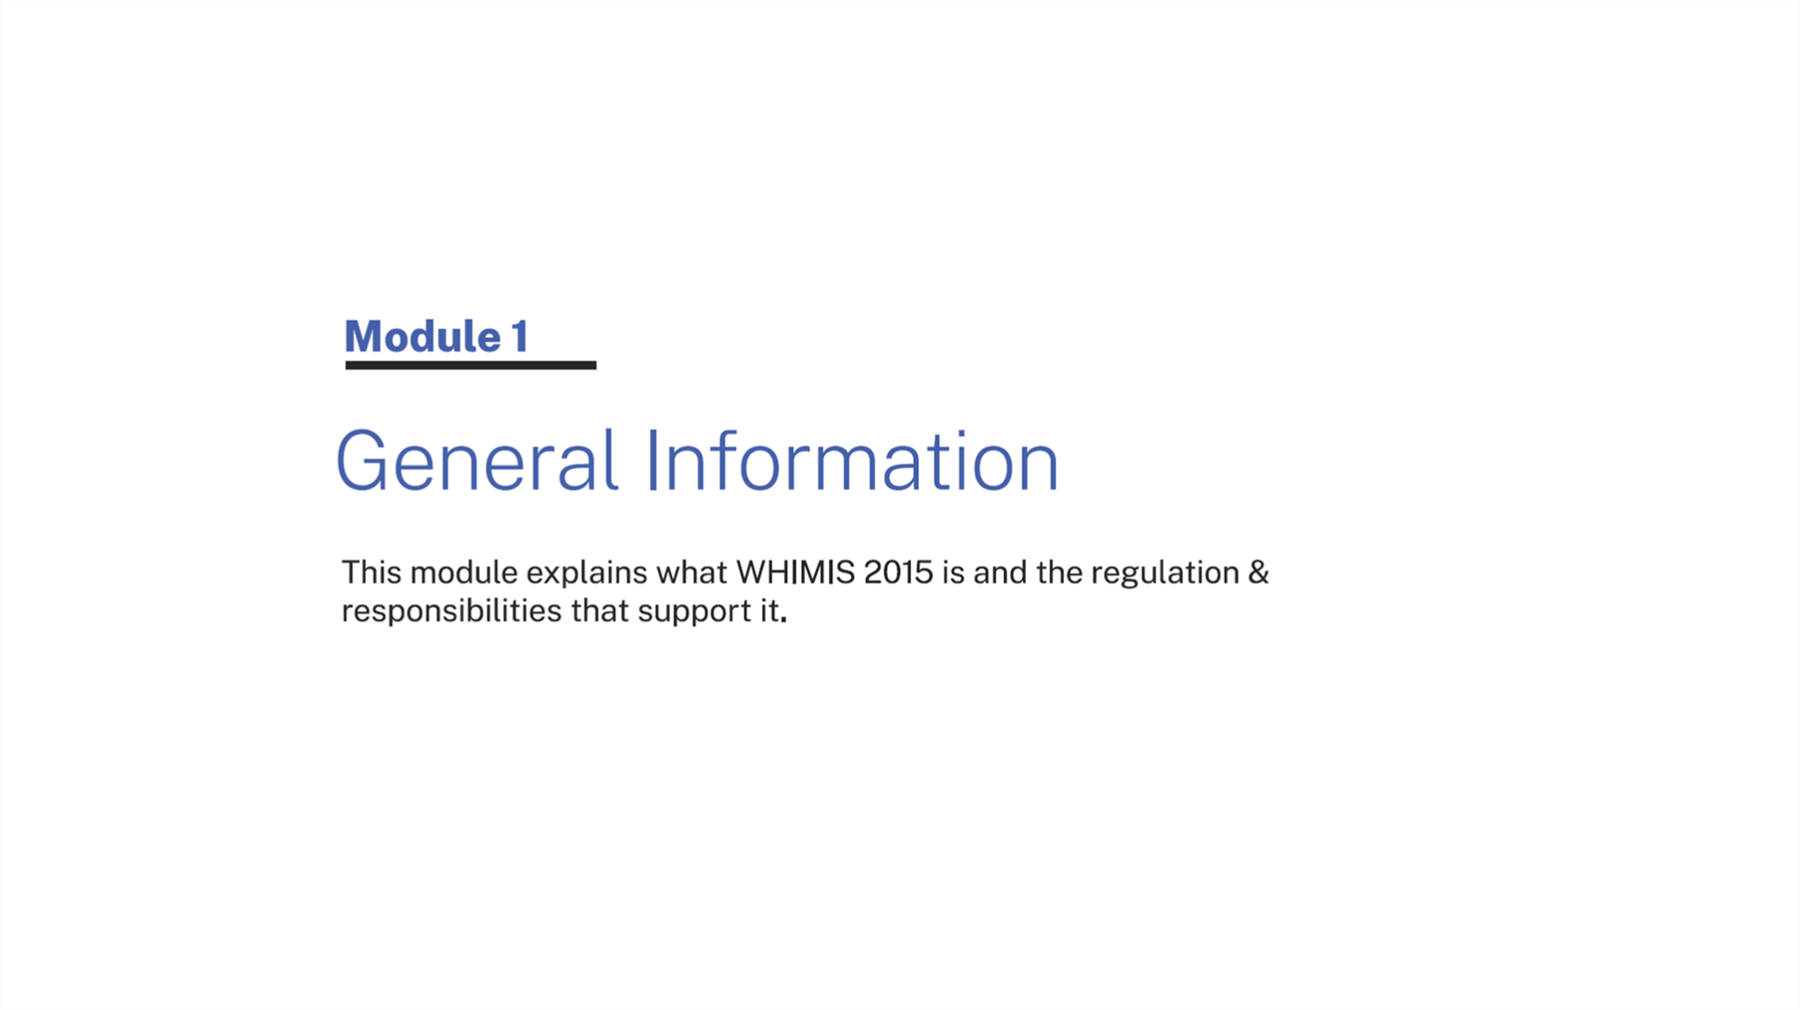 Module 1
General Information
This module explains what WHIMIS 2015 is and the regulation &
responsibilities that support it.